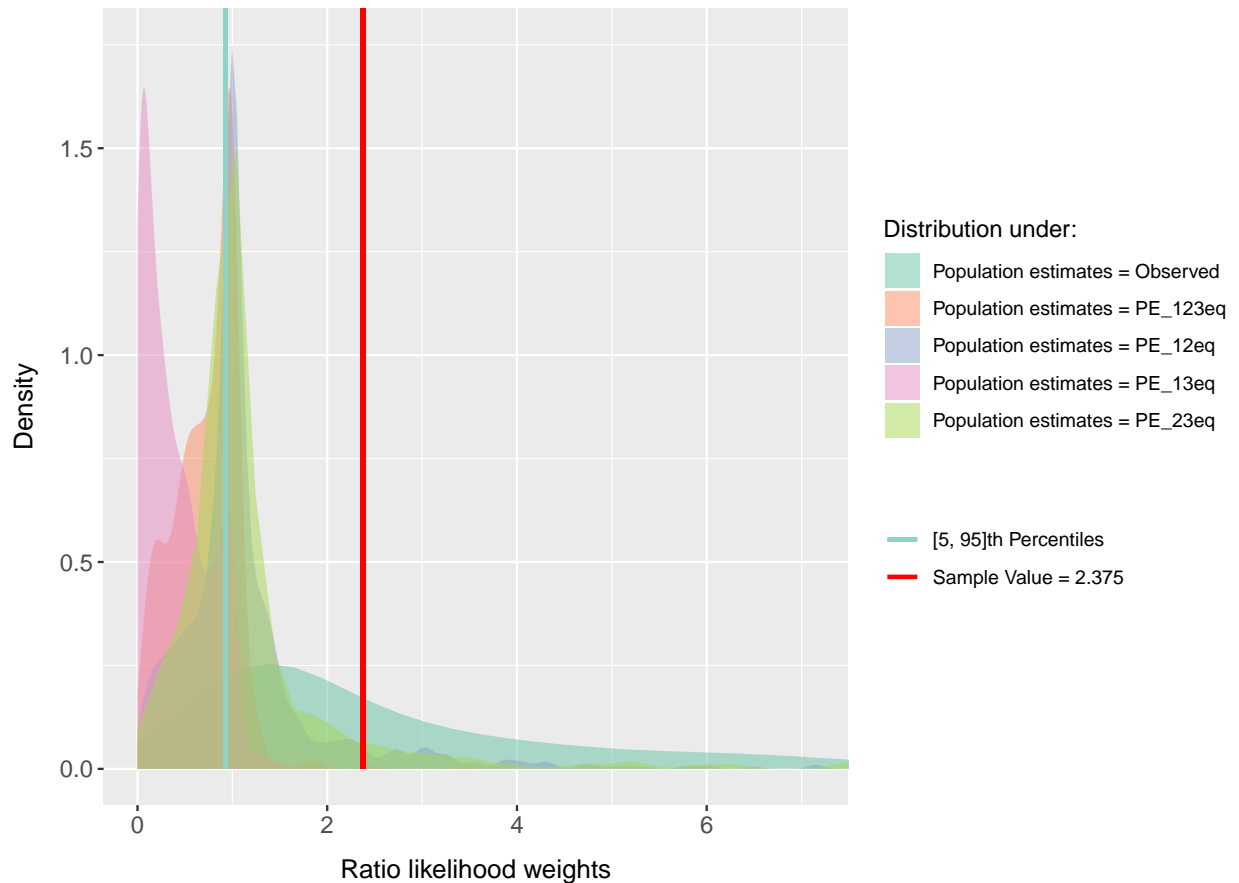 1.5
1.0
0.5
0.0
Density
0
2
4
6
Ratio likelihood weights
Distribution under:
Population estimates = Observed
Population estimates = PE_123eq
Population estimates = PE_12eq
Population estimates = PE_13eq
Population estimates = PE_23eq
[5, 95]th Percentiles
Sample Value = 2.375